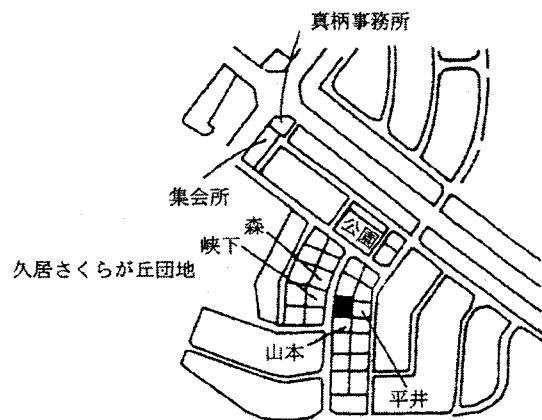 真柄事務所
集会所
公園
森
峡下
久居さくらが丘団地
山本
平井